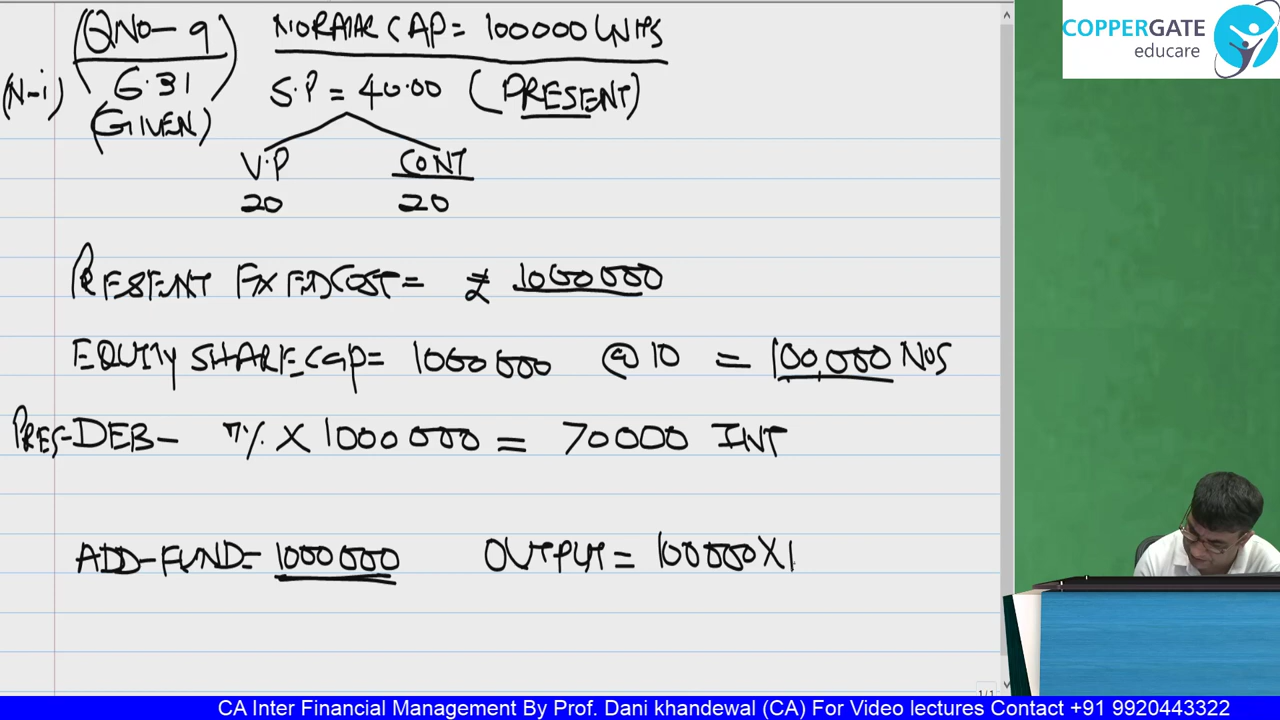 (QNO-9)
6.31
(GIVEN)
(N-i)
CAP = 100000 UNITS
S.P = 40.00 (PRESENT)
V.P CONT
20 20
PRESENT FIXED COST = ₹ 1000000
EQUITY SHARE CAP = 1000000 @ 10 = 100,000 NOS
PRES-DEB- 7% X 1000000 = 70000 INT
ADD-FUND- 1000000 OUTPUT = 100000 X 1
COPPERGATE
educare
1/1
CA Inter Financial Management By Prof. Dani khandewal (CA) For Video lectures Contact +91 9920443322